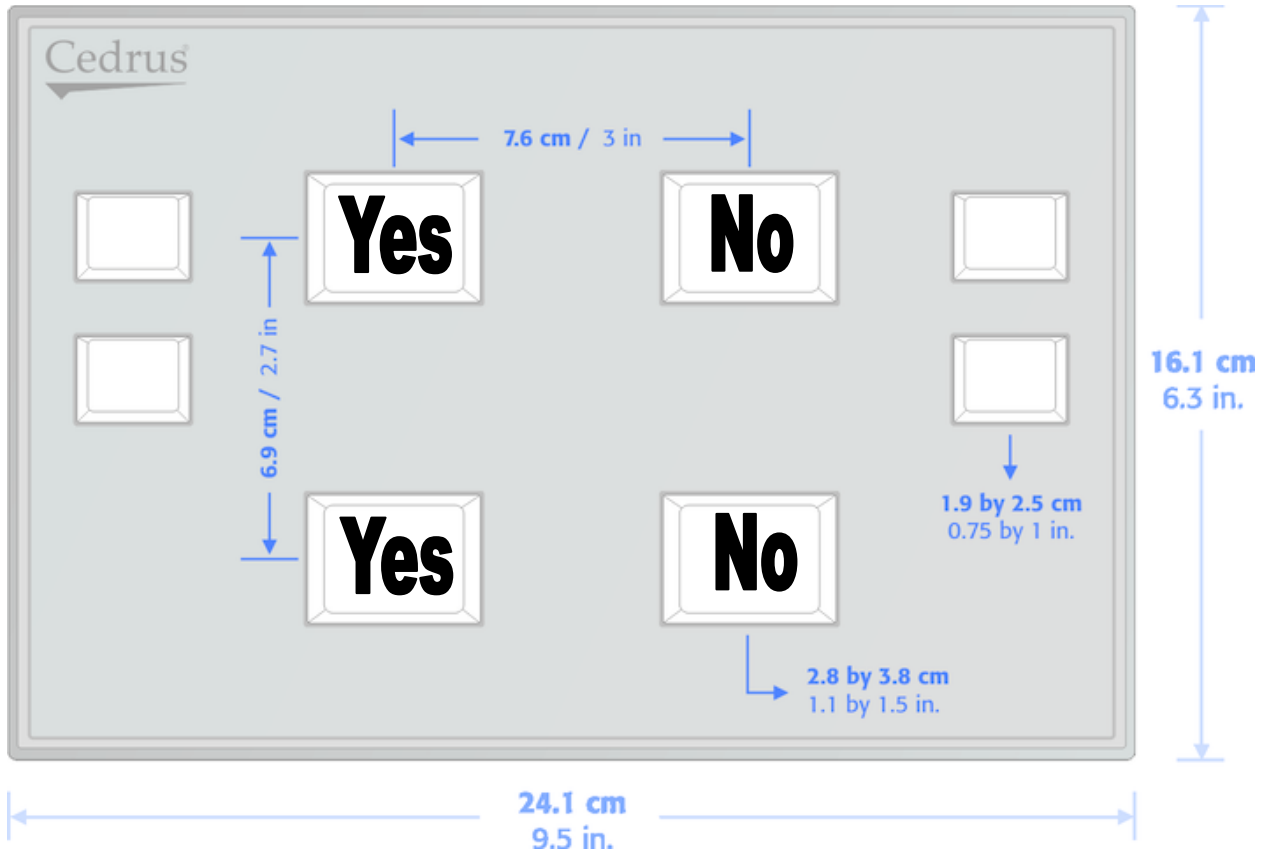 Cedrus®
7.6 cm / 3 in
Yes
No
6.9 cm / 2.7 in
16.1 cm
6.3 in.
Yes
No
1.9 by 2.5 cm
0.75 by 1 in.
2.8 by 3.8 cm
1.1 by 1.5 in.
24.1 cm
9.5 in.